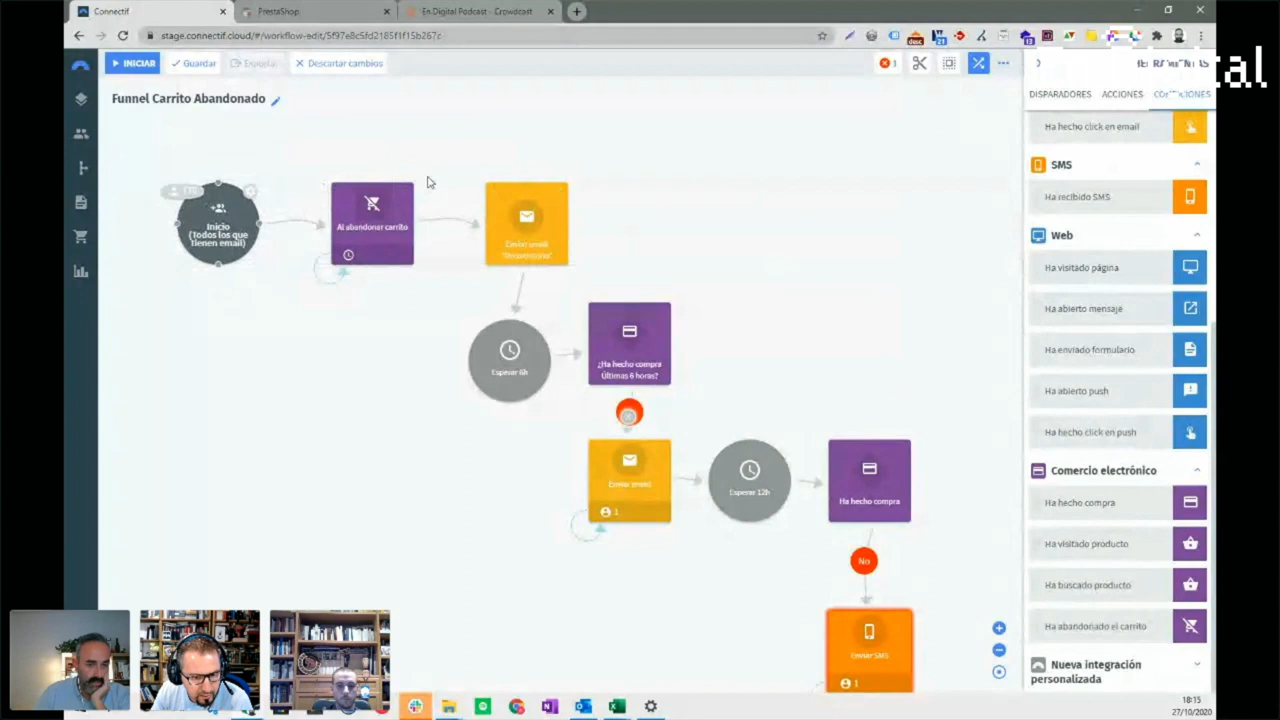 Connectif
PrestaShop
En.Digital Podcast - Crowdcast
stage.connectif.cloud/#/workflow-edit/5f97e8c5fd2185f1f15b267c
tal
INICIAR
Guardar
Descartar cambios
1
Funnel Carrito Abandonado
DISPARADORES
ACCIONES
Ha hecho click en email
SMS
Ha recibido SMS
Web
Ha visitado página
Ha abierto mensaje
Ha enviado formulario
Ha abierto push
Ha hecho click en push
Comercio electrónico
Ha hecho compra
Ha visitado producto
Ha buscado producto
Ha abandonado el carrito
Nueva integración
personalizada
Inicio
(Todos los que
tienen email)
Al abandonar carrito
Enviar email
Esperar 6h
¿Ha hecho compra
Últimas 6 horas?
Enviar email
1
Esperar 12h
Ha hecho compra
No
Enviar SMS
1
18:15
27/10/2020